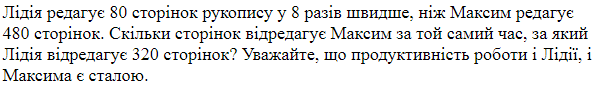 Лідія редагує 80 сторінок рукопису у 8 разів швидше, ніж Максим редагує
480 сторінок. Скільки сторінок відредагує Максим за той самий час, за який
Лідія відредагує 320 сторінок? Уважайте, що продуктивність роботи і Лідії, і
Максима є сталою.